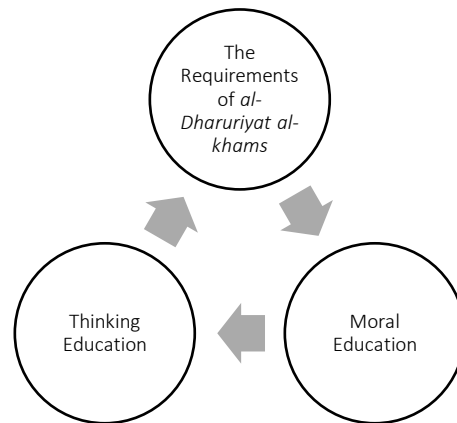 The
Requirements
of al-
Dharuriyat al-
khams
Thinking
Education
Moral
Education